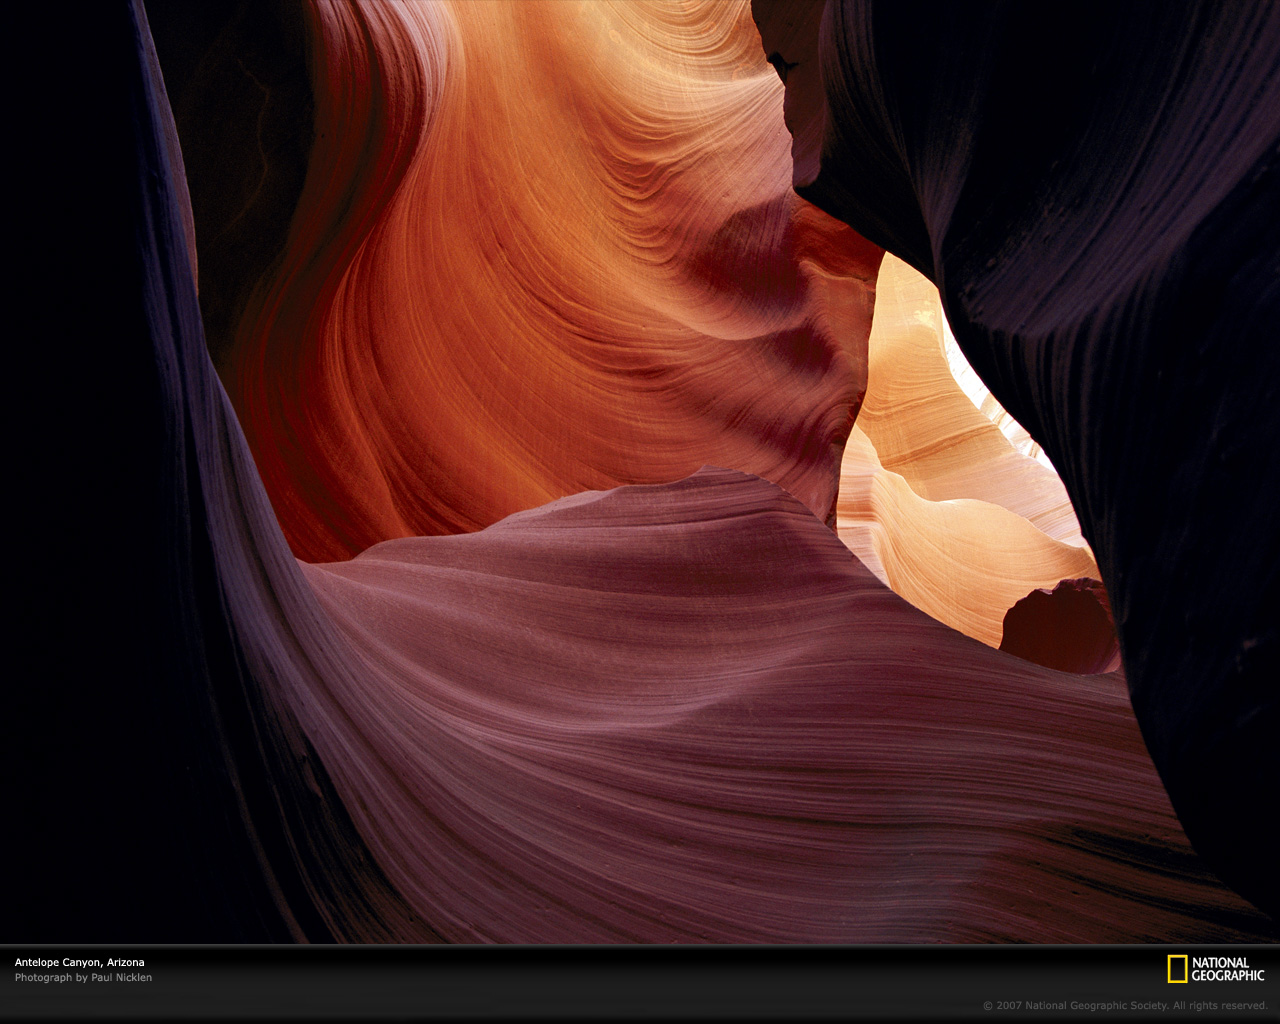 Antelope Canyon, Arizona
Photograph by Paul Nicklen
NATIONAL
GEOGRAPHIC
© 2007 National Geographic Society. All rights reserved.